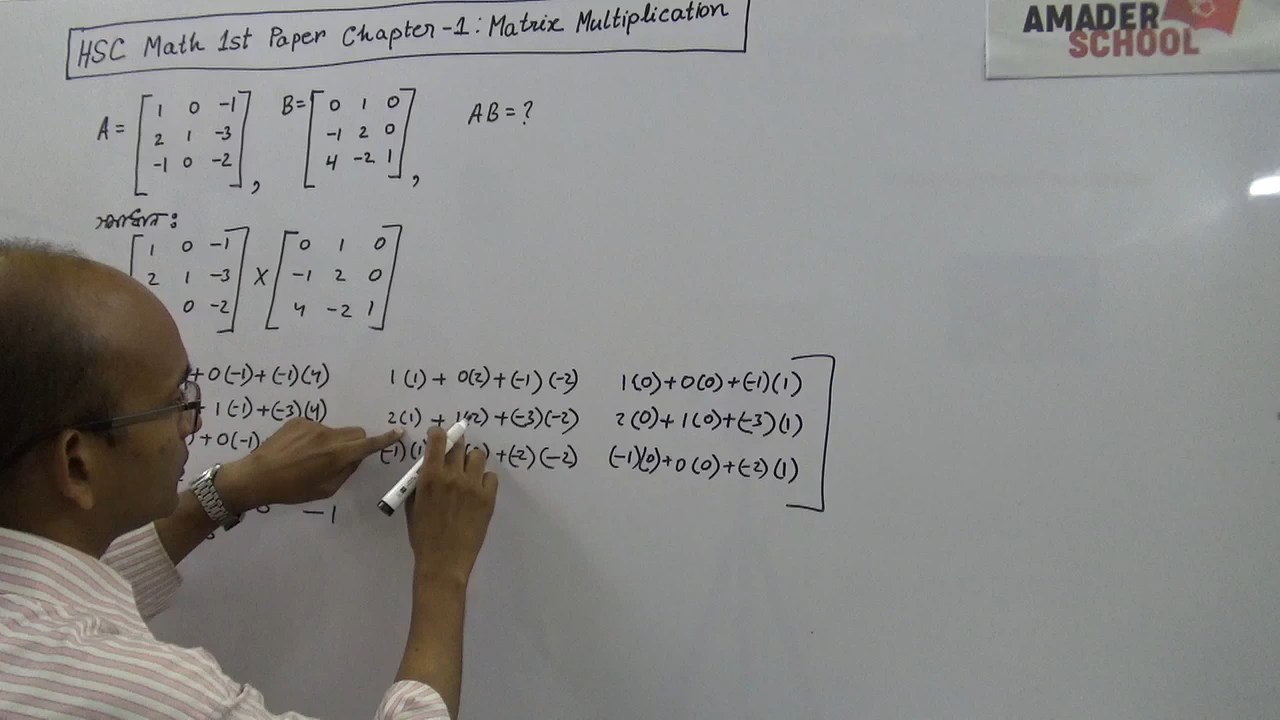 HSC Math 1st Paper Chapter-1: Matrix Multiplication
AMADER
SCHOOL
A = [1 0 -1
2 1 -3
-1 0 -2],
B = [0 1 0
-1 2 0
4 -2 1],
AB = ?
[1 0 -1
2 1 -3
0 -2]
×
[0 1 0
-1 2 0
4 -2 1]
+ 0(-1) + (-1)(4) 1(1) + 0(2) + (-1)(-2) 1(0) + 0(0) + (-1)(1)
+ 1(-1) + (-3)(4) 2(1) + 1(2) + (-3)(-2) 2(0) + 1(0) + (-3)(1)
+ 0(-1) (-1)(1 + (-2)(-2) (-1)(0) + 0(0) + (-2)(1)]
-1